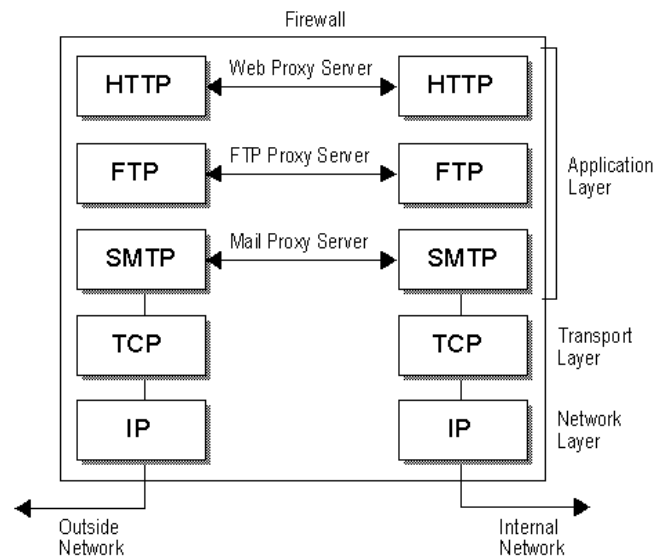 Firewall
HTTP
Web Proxy Server
HTTP
FTP
FTP Proxy Server
FTP
Application
Layer
SMTP
Mail Proxy Server
SMTP
TCP
TCP
Transport
Layer
IP
IP
Network
Layer
Outside
Network
Internal
Network